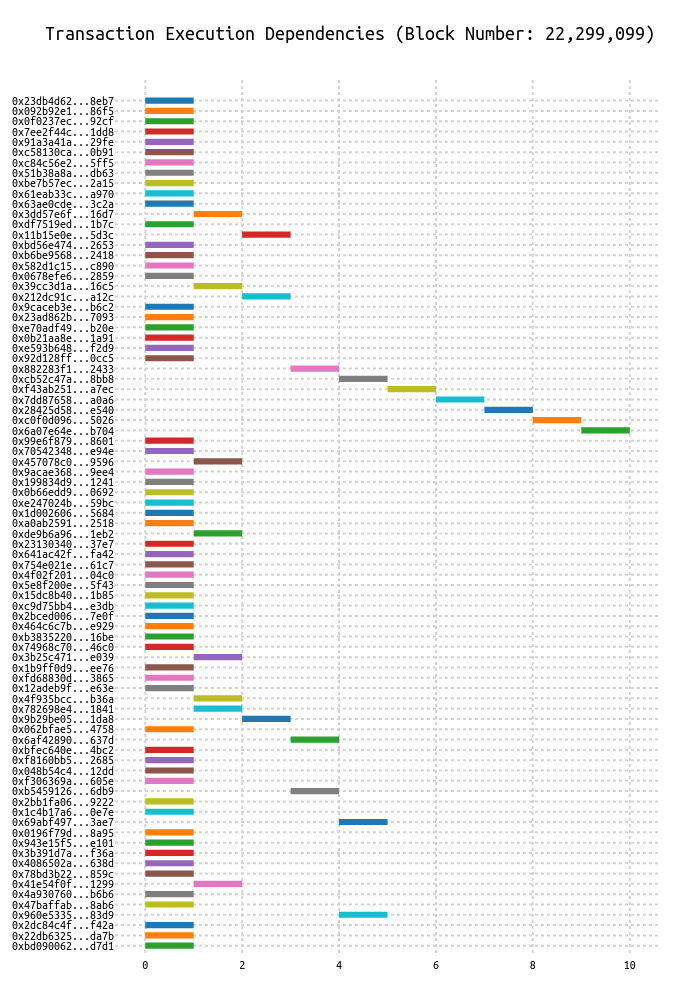 Transaction Execution Dependencies (Block Number: 22,299,099)
0x23db4d62...8eb7
0x092b92e1...86f5
0x0f0237ec...92cf
0x7ee2f44c...1dd8
0x91a3a41a...29fe
0xc58130ca...0b91
0xc84c56e2...5ff5
0x51b38a8a...db63
0xbe7b57ec...2a15
0x61eab33c...a970
0x63ae0cde...3c2a
0x3dd57e6f...16d7
0xdf7519ed...1b7c
0x11b15e0e...5d3c
0xbd56e474...2653
0xb6be9568...2418
0x582d1c15...c890
0x0678efe6...2859
0x39cc3d1a...16c5
0x212dc91c...a12c
0x9caceb3e...b6c2
0x23ad862b...7093
0xe70adf49...b20e
0x0b21aa8e...1a91
0xe593b648...f2d9
0x92d128ff...0cc5
0x882283f1...2433
0xcb52c47a...8bb8
0xf43ab251...a7ec
0x7dd87658...a0a6
0x28425d58...e540
0xc0f0d096...5026
0x6a07e64e...b704
0x99e6f879...8601
0x70542348...e94e
0x457078c0...9596
0x9acae368...9ee4
0x199834d9...1241
0x0b66edd9...0692
0xe247024b...59bc
0x1d002606...5684
0xa0ab2591...2518
0xde9b6a96...1eb2
0x23130340...37e7
0x641ac42f...fa42
0x754e021e...61c7
0x4f02f201...04c0
0x5e8f200e...5f43
0x15dc8b40...1b85
0xc9d75bb4...e3db
0x2bced006...7e0f
0x464c6c7b...e929
0xb3835220...16be
0x74968c70...46c0
0x3b25c471...e039
0x1b9ff0d9...ee76
0xfd68830d...3865
0x12adeb9f...e63e
0x4f935bcc...b36a
0x782698e4...1841
0x9b29be05...1da8
0x062bfae5...4758
0x6af42890...637d
0xbfec640e...4bc2
0xf8160bb5...2685
0x048b54c4...12dd
0xf306369a...605e
0xb5459126...6db9
0x2bb1fa06...9222
0x1c4b17a6...0e7e
0x69abf497...3ae7
0x0196f79d...8a95
0x943e15f5...e101
0x3b391d7a...f36a
0x4086502a...638d
0x78bd3b22...859c
0x41e54f0f...1299
0x4a930760...b6b6
0x47baffab...8ab6
0x960e5335...83d9
0x2dc84c4f...f42a
0x22db6325...da7b
0xbd090062...d7d1
0 2 4 6 8 10